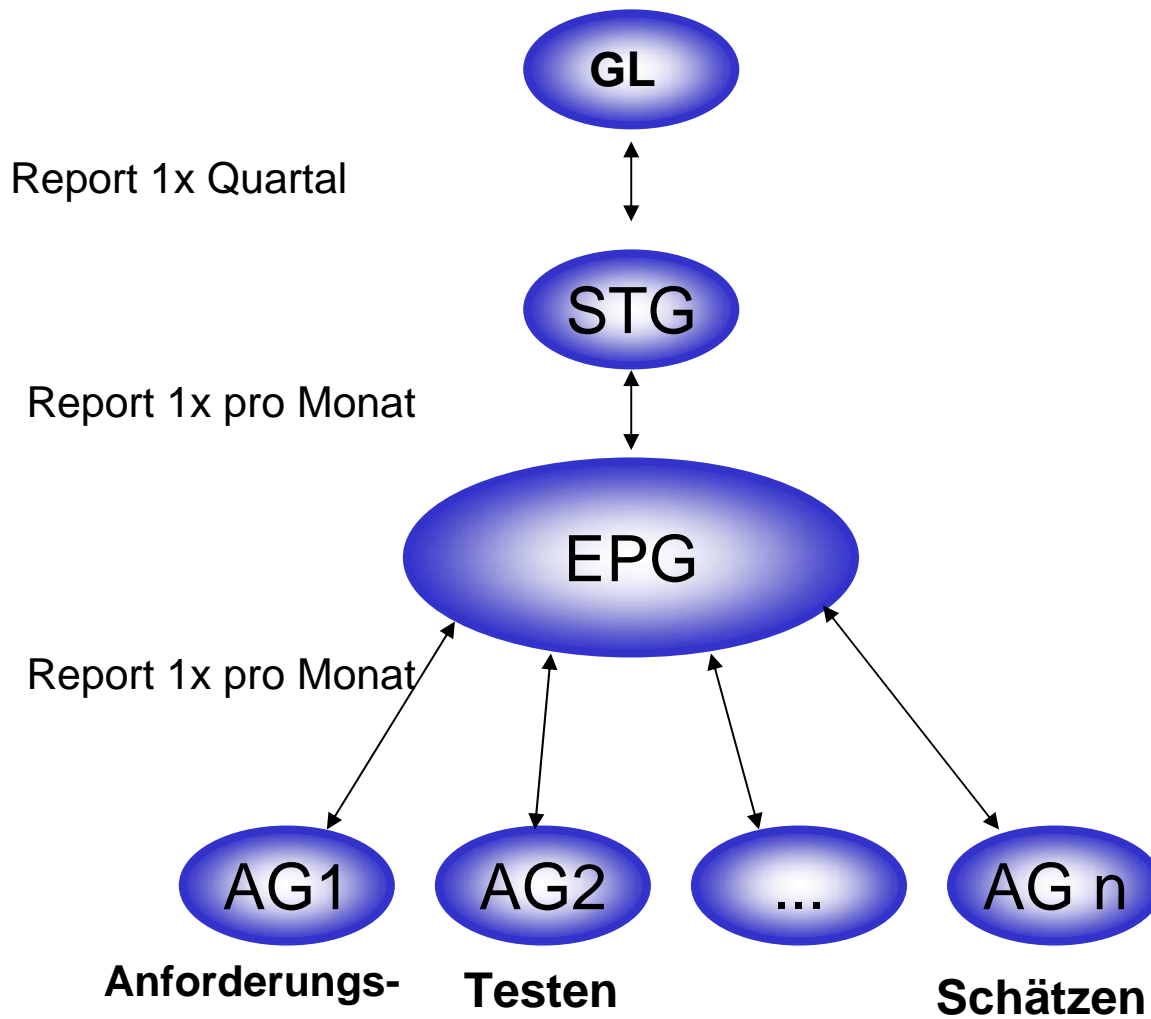 GL
Report 1x Quartal
STG
Report 1x pro Monat
EPG
Report 1x pro Monat
AG1
AG2
...
AG n
Anforderungs-
Testen
Schätzen